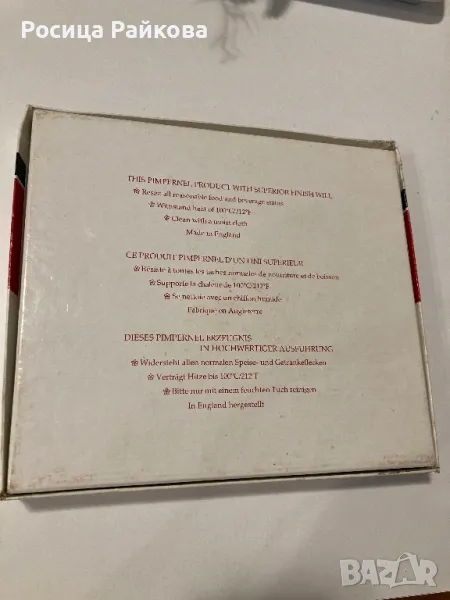 Росица Райкова
THIS PIMPERNEL PRODUCT WITH SUPERIOR FINISH WILL
❀ Resist all reasonable food and beverage stains
❀ Withstand heat of 100°C/212°F
❀ Clean with a moist cloth
Made in England
CE PRODUIT PIMPERNEL D'UN FINI SUPERIEUR
❀ Résiste à toutes les taches normales de nourriture et de boisson
❀ Supporte la chaleur de 100°C/212°F
❀ Se nettoie avec un chiffon humide
Fabriqué en Angleterre
DIESES PIMPERNEL ERZEUGNIS
IN HOCHWERTIGER AUSFÜHRUNG
❀ Widersteht allen normalen Speise- und Getränkeflecken
❀ Verträgt Hitze bis 100°C/212°F
❀ Bitte nur mit einem feuchten Tuch reinigen
In England hergestellt
BAZAR